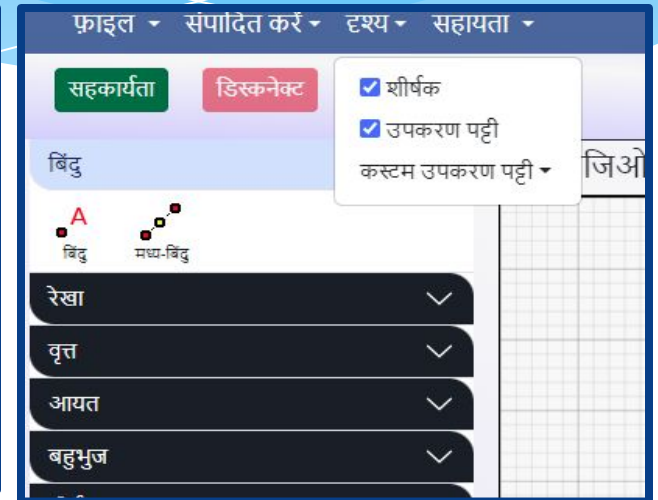 फ़ाइल संपादित करें दृश्य सहायता
सहकार्यता डिस्कनेक्ट
शीर्षक
उपकरण पट्टी
कस्टम उपकरण पट्टी
बिंदु
जिओ
A
बिंदु मध्य-बिंदु
रेखा
वृत्त
आयत
बहुभुज